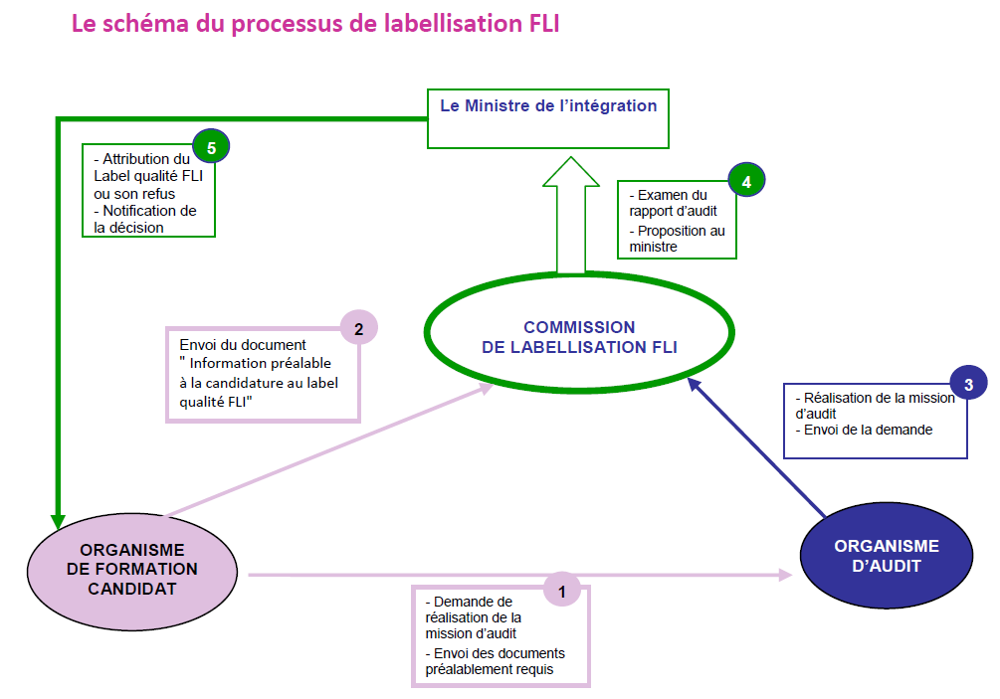 Le schéma du processus de labellisation FLI
Le Ministre de l’intégration
5
- Attribution du
Label qualité FLI
ou son refus
- Notification de
la décision
4
- Examen du
rapport d’audit
- Proposition au
ministre
COMMISSION
DE LABELLISATION FLI
2
Envoi du document
" Information préalable
à la candidature au label
qualité FLI"
3
- Réalisation de la mission
d’audit
- Envoi de la demande
ORGANISME
DE FORMATION
CANDIDAT
ORGANISME
D’AUDIT
1
- Demande de
réalisation de la
mission d’audit
- Envoi des documents
préalablement requis